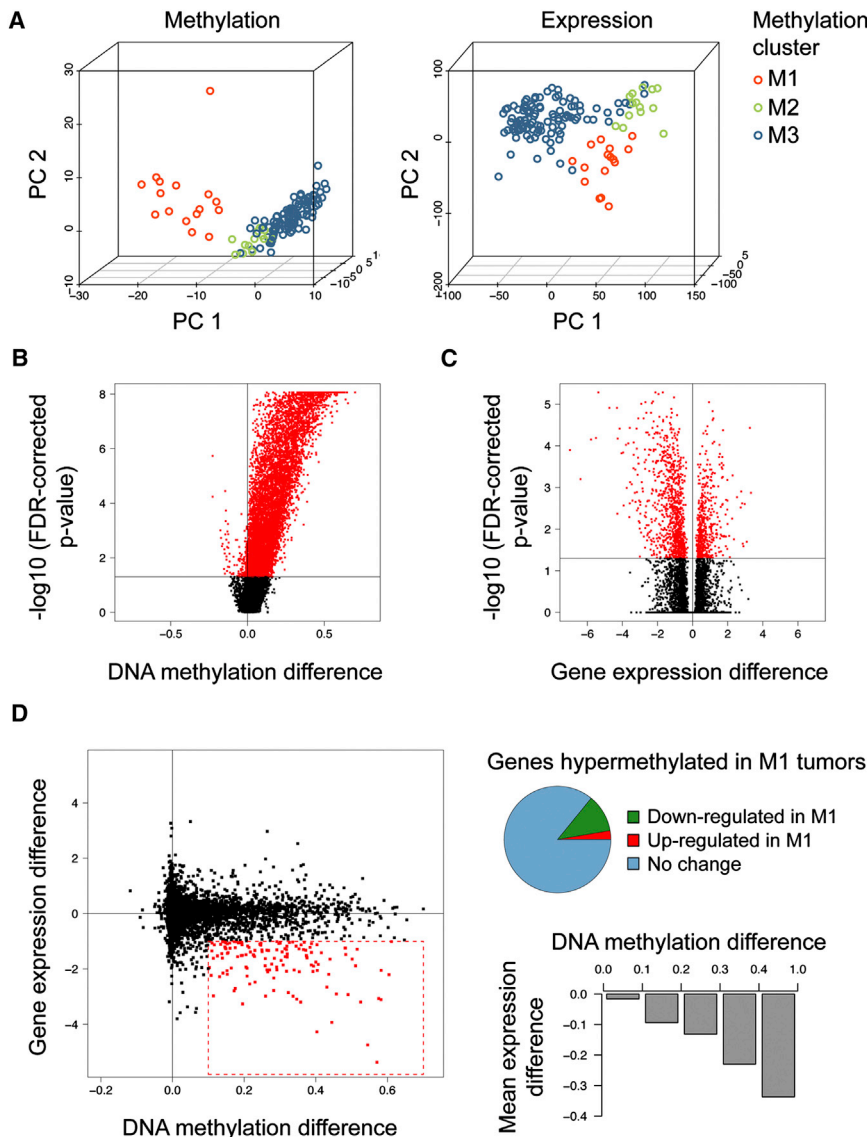 A
Methylation
Expression
Methylation
cluster
M1
M2
M3
PC 2
30
20
10
0
-10
-30
-20
-10
0
10
PC 1
PC 2
100
0
-100
-200
-100
-50
0
50
100
150
5
0
-50
-100
PC 1
B
-log10 (FDR-corrected
p-value)
8
6
4
2
0
-0.5
0.0
0.5
DNA methylation difference
C
-log10 (FDR-corrected
p-value)
5
4
3
2
1
0
-6
-4
-2
0
2
4
6
Gene expression difference
D
Gene expression difference
4
2
0
-2
-4
-0.2
0.0
0.2
0.4
0.6
DNA methylation difference
Genes hypermethylated in M1 tumors
Down-regulated in M1
Up-regulated in M1
No change
DNA methylation difference
0.0 0.1 0.2 0.3 0.4 1.0
Mean expression
difference
0.0
-0.1
-0.2
-0.3
-0.4